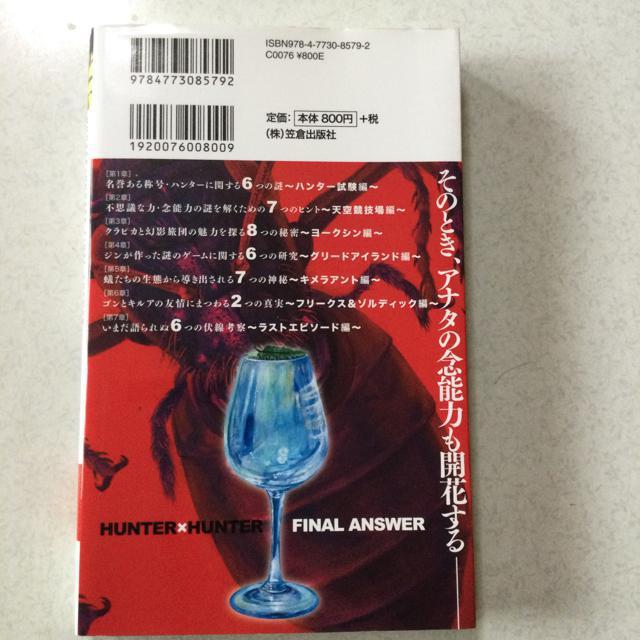 ISBN978-4-7730-8579-2
C0076 ¥800E
9784773085792
1920076008009
定価：本体 800円 +税
(株)笠倉出版社
そのとき、アナタの念能力も開花する――
[第1章]
名誉ある称号・ハンターに関する6つの謎〜ハンター試験編〜
[第2章]
不思議な力・念能力の謎を解くための7つのヒント〜天空競技場編〜
[第3章]
クラピカと幻影旅団の魅力を探る8つの秘密〜ヨークシン編〜
[第4章]
ジンが作った謎のゲームに関する6つの研究〜グリードアイランド編〜
[第5章]
蟻たちの生態から導き出される7つの神秘〜キメラアント編〜
[第6章]
ゴンとキルアの友情にまつわる2つの真実〜フリークス&ゾルディック編〜
[第7章]
いまだ語られぬ6つの伏線考察〜ラストエピソード編〜
HUNTER×HUNTER FINAL ANSWER